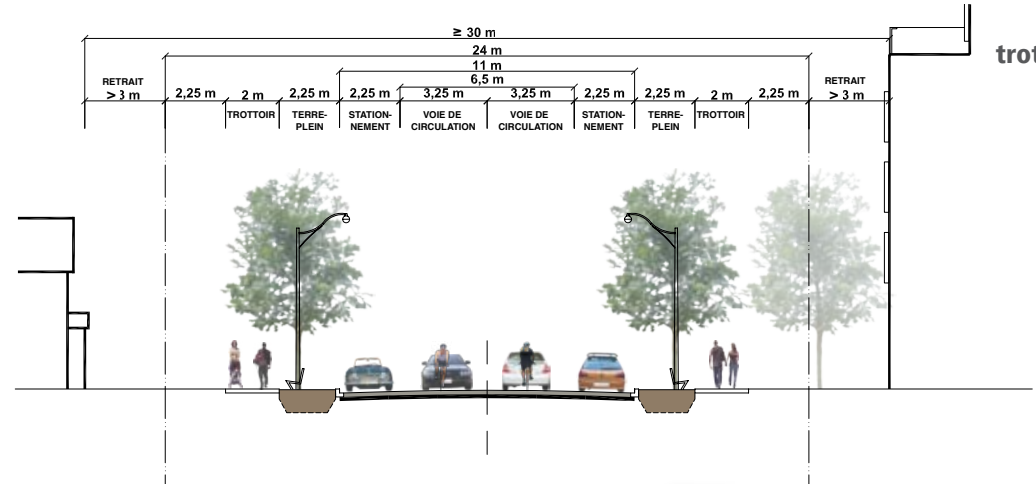 ≥ 30 m
24 m
trot
11 m
6,5 m
RETRAIT
> 3 m
2,25 m
2 m
2,25 m
2,25 m
3,25 m
3,25 m
2,25 m
2,25 m
2 m
2,25 m
RETRAIT
> 3 m
TROTTOIR
TERRE-
PLEIN
STATION-
NEMENT
VOIE DE
CIRCULATION
VOIE DE
CIRCULATION
STATION-
NEMENT
TERRE-
PLEIN
TROTTOIR